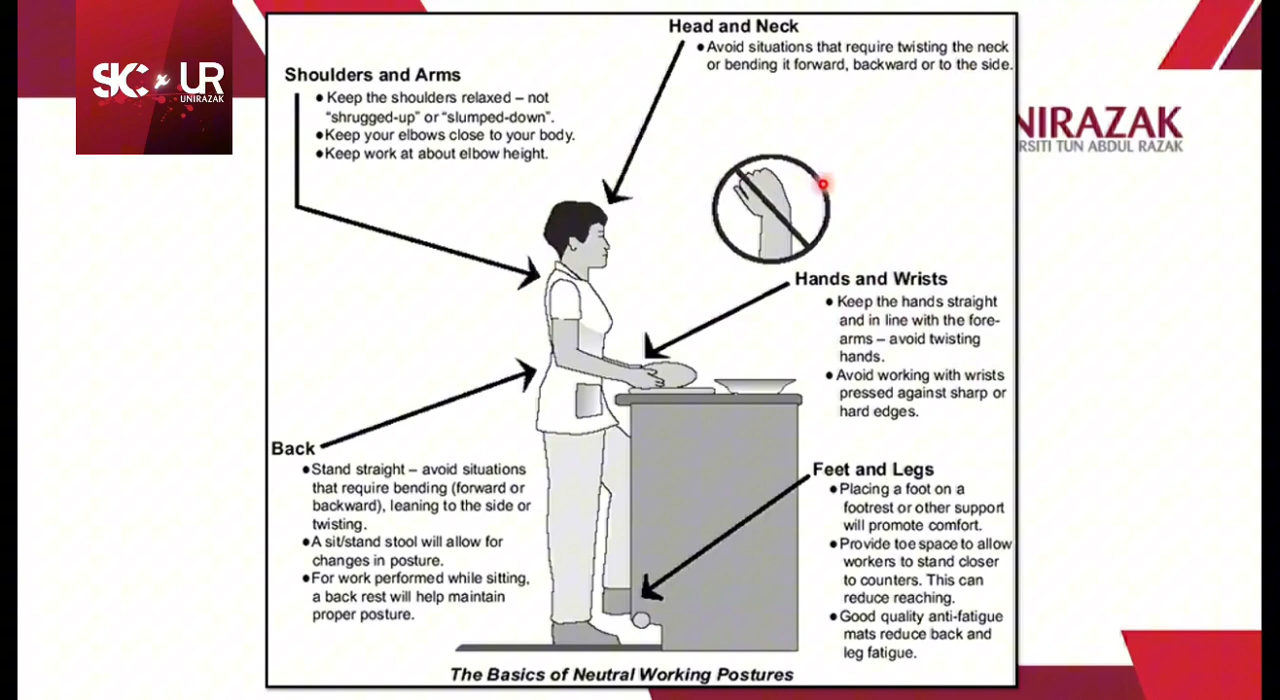 SIC x UR
UNIRAZAK
NIRAZAK
RSITI TUN ABDUL RAZAK
Head and Neck
●Avoid situations that require twisting the neck
or bending it forward, backward or to the side.
Shoulders and Arms
●Keep the shoulders relaxed – not
“shrugged-up” or “slumped-down”.
●Keep your elbows close to your body.
●Keep work at about elbow height.
Hands and Wrists
●Keep the hands straight
and in line with the fore-
arms – avoid twisting
hands.
●Avoid working with wrists
pressed against sharp or
hard edges.
Back
●Stand straight – avoid situations
that require bending (forward or
backward), leaning to the side or
twisting.
●A sit/stand stool will allow for
changes in posture.
●For work performed while sitting,
a back rest will help maintain
proper posture.
Feet and Legs
●Placing a foot on a
footrest or other support
will promote comfort.
●Provide toe space to allow
workers to stand closer
to counters. This can
reduce reaching.
●Good quality anti-fatigue
mats reduce back and
leg fatigue.
The Basics of Neutral Working Postures